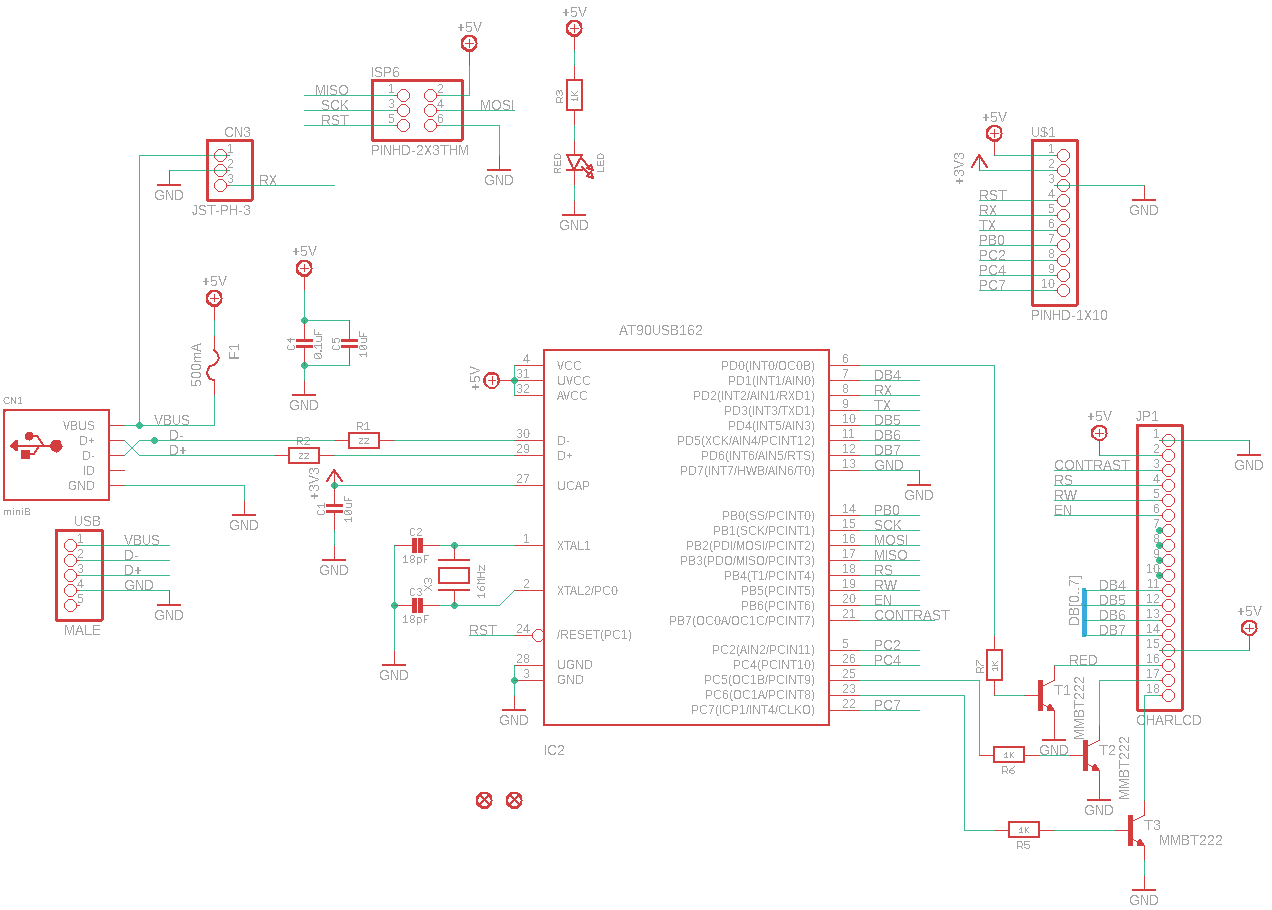 +5V
+5V
ISP6
MISO 1 2
SCK 3 4 MOSI
RST 5 6
PINHD-2X3THM
GND
R3
1K
RED
LED
GND
CN3
1
2
3
RX
GND
JST-PH-3
+5V
+3V3
U$1
1
2
3
RST 4
RX 5
TX 6
PB0 7
PC2 8
PC4 9
PC7 10
GND
PINHD-1X10
+5V
F1
500mA
+5V
C4
0.1uF
C5
10uF
GND
CN1
VBUS
D+
D-
ID
GND
miniB
VBUS
D-
D+
R2
22
R1
22
GND
+3V3
C1
10uF
GND
USB
1 VBUS
2 D-
3 D+
4 GND
5
GND
MALE
C2
18pF
C3
18pF
X3
16MHz
GND
RST
GND
+5V
AT90USB162
4 VCC
31 UVCC
32 AVCC
30 D-
29 D+
27 UCAP
1 XTAL1
2 XTAL2/PC0
24 /RESET(PC1)
28 UGND
3 GND
PD0(INT0/OC0B) 6
PD1(INT1/AIN0) 7 DB4
PD2(INT2/AIN1/RXD1) 8 RX
PD3(INT3/TXD1) 9 TX
PD4(INT5/AIN3) 10 DB5
PD5(XCK/AIN4/PCINT12) 11 DB6
PD6(INT6/AIN5/RTS) 12 DB7
PD7(INT7/HWB/AIN6/T0) 13 GND
GND
PB0(SS/PCINT0) 14 PB0
PB1(SCK/PCINT1) 15 SCK
PB2(PDI/MOSI/PCINT2) 16 MOSI
PB3(PDO/MISO/PCINT3) 17 MISO
PB4(T1/PCINT4) 18 RS
PB5(PCINT5) 19 RW
PB6(PCINT6) 20 EN
PB7(OC0A/OC1C/PCINT7) 21 CONTRAST
PC2(AIN2/PCIN11) 5 PC2
PC4(PCINT10) 26 PC4
PC5(OC1B/PCINT9) 25
PC6(OC1A/PCINT8) 23
PC7(ICP1/INT4/CLKO) 22 PC7
IC2
+5V
JP1
1
2
CONTRAST 3
RS 4
RW 5
EN 6
7
8
9
10
DB4 11
DB5 12
DB6 13
DB7 14
15
RED 16
17
18
DB[0..7]
GND
+5V
CHARLCD
R7
1K
T1
MMBT222
GND
R6
1K
T2
MMBT222
GND
R5
1K
T3
MMBT222
GND